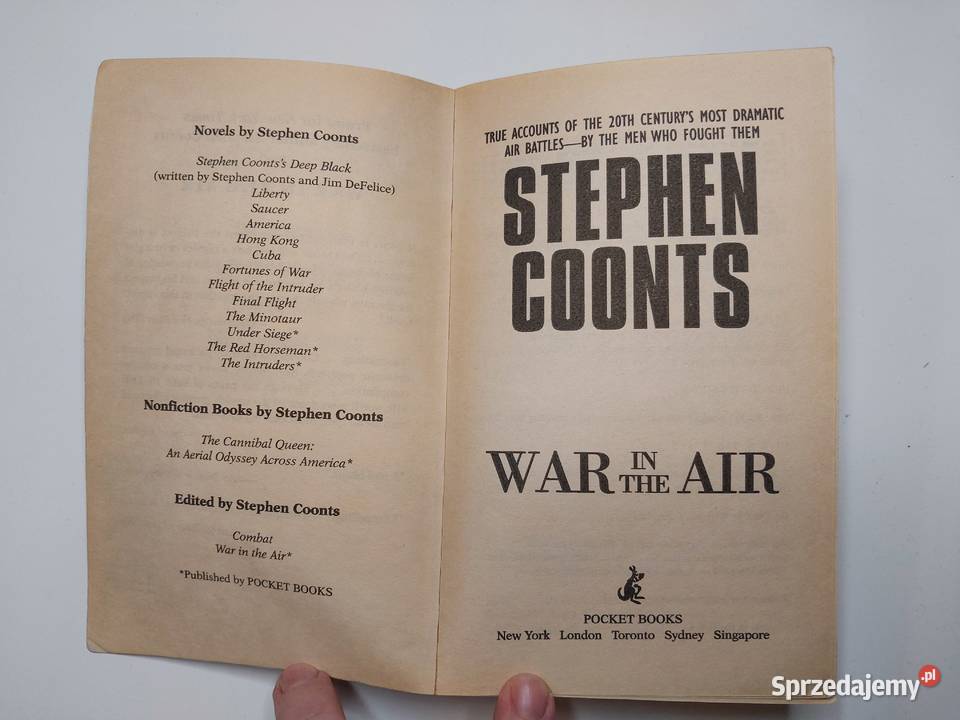 Novels by Stephen Coonts
Stephen Coonts's Deep Black
(written by Stephen Coonts and Jim DeFelice)
Liberty
Saucer
America
Hong Kong
Cuba
Fortunes of War
Flight of the Intruder
Final Flight
The Minotaur
Under Siege*
The Red Horseman*
The Intruders*
Nonfiction Books by Stephen Coonts
The Cannibal Queen:
An Aerial Odyssey Across America*
Edited by Stephen Coonts
Combat
War in the Air*
*Published by POCKET BOOKS
TRUE ACCOUNTS OF THE 20TH CENTURY'S MOST DRAMATIC
AIR BATTLES—BY THE MEN WHO FOUGHT THEM
STEPHEN
COONTS
WAR IN THE AIR
POCKET BOOKS
New York London Toronto Sydney Singapore
Sprzedajemy.pl